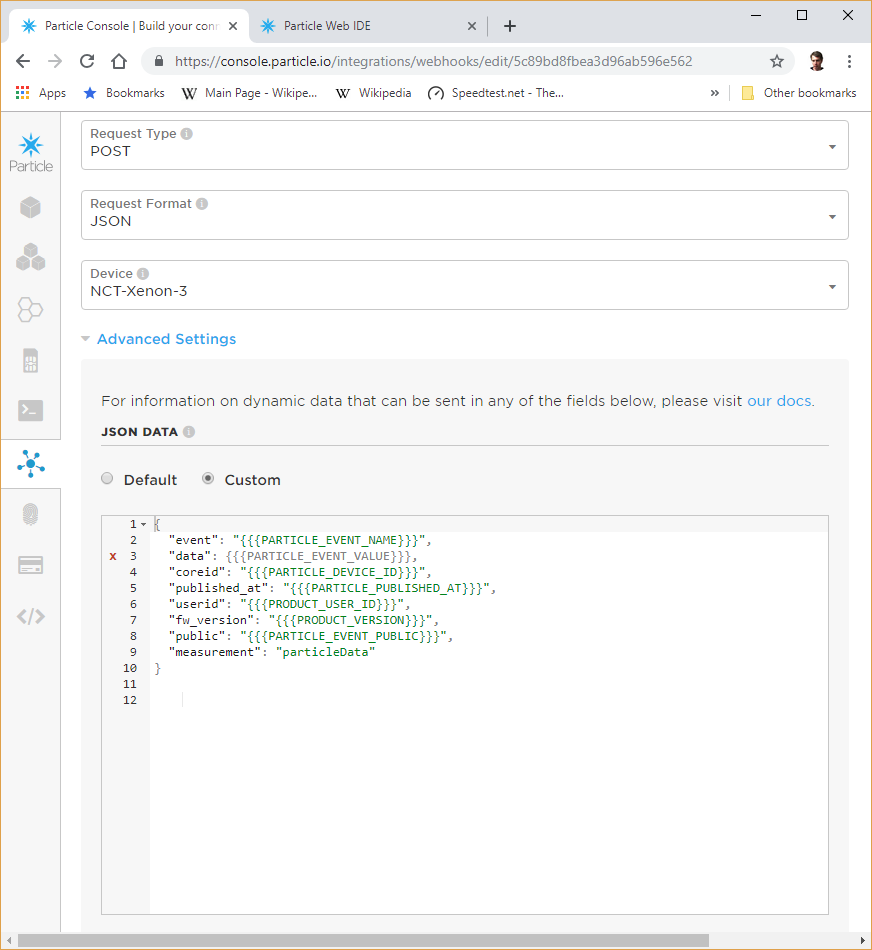 Particle Console | Build your conn
Particle Web IDE
https://console.particle.io/integrations/webhooks/edit/5c89bd8fbea3d96ab596e562
Apps Bookmarks Main Page - Wikipe... Wikipedia Speedtest.net - The... » Other bookmarks
Particle
Request Type
POST
Request Format
JSON
Device
NCT-Xenon-3
Advanced Settings
For information on dynamic data that can be sent in any of the fields below, please visit our docs.
JSON DATA
Default Custom
1 {
2 "event": "{{{PARTICLE_EVENT_NAME}}}",
x 3 "data": {{{PARTICLE_EVENT_VALUE}}},
4 "coreid": "{{{PARTICLE_DEVICE_ID}}}",
5 "published_at": "{{{PARTICLE_PUBLISHED_AT}}}",
6 "userid": "{{{PRODUCT_USER_ID}}}",
7 "fw_version": "{{{PRODUCT_VERSION}}}",
8 "public": "{{{PARTICLE_EVENT_PUBLIC}}}",
9 "measurement": "particleData"
10 }
11
12